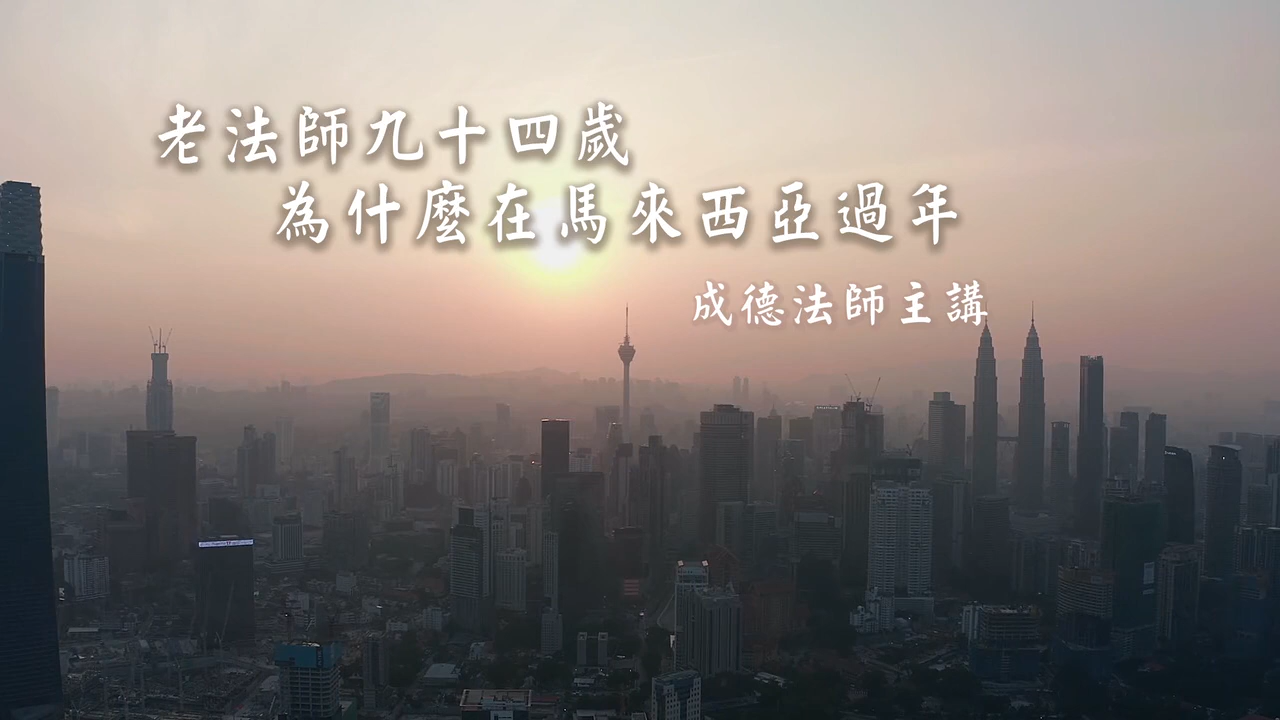 老法師九十四歲
為什麼在馬來西亞過年
成德法師主講